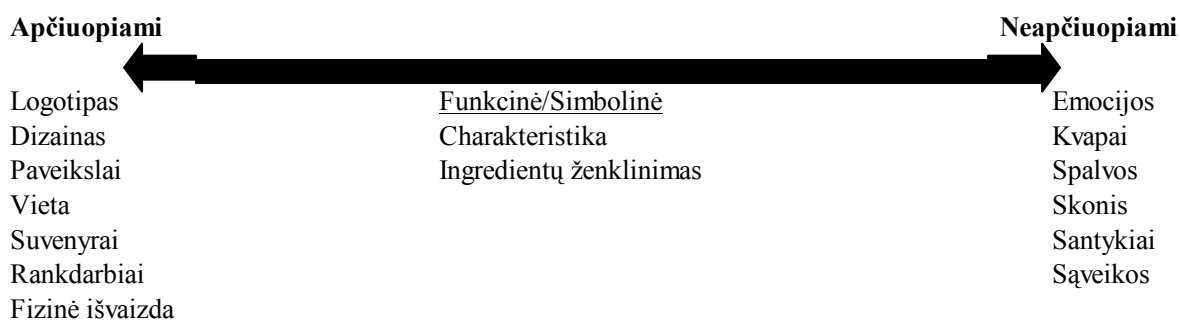 Apčiuopiami Neapčiuopiami
Logotipas Funkcinė/Simbolinė Emocijos
Dizainas Charakteristika Kvapai
Paveikslai Ingredientų ženklinimas Spalvos
Vieta Skonis
Suvenyrai Santykiai
Rankdarbiai Sąveikos
Fizinė išvaizda